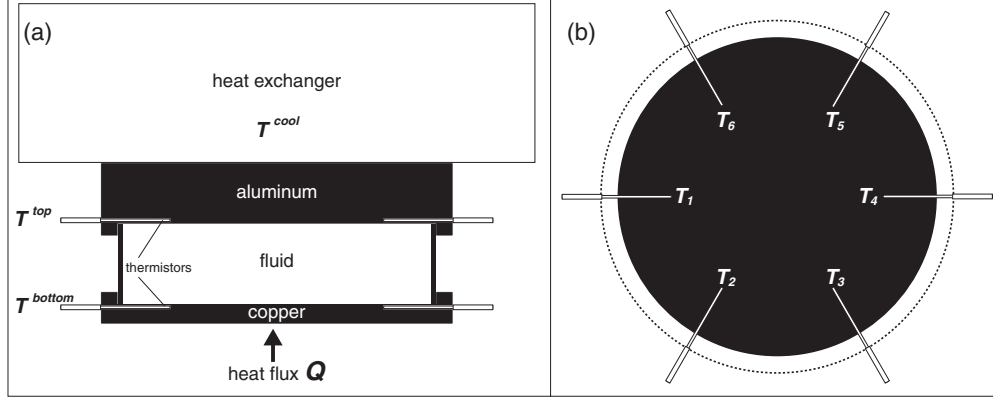 (a)
heat exchanger
T cool
aluminum
T top
thermistors
fluid
T bottom
copper
heat flux Q
(b)
T6
T5
T1
T4
T2
T3